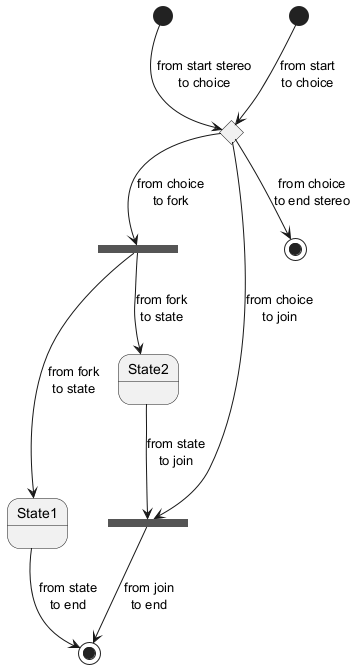 from start stereo
to choice
from start
to choice
from choice
to fork
from choice
to end stereo
from fork
to state
from choice
to join
State2
from fork
to state
from state
to join
State1
from state
to end
from join
to end